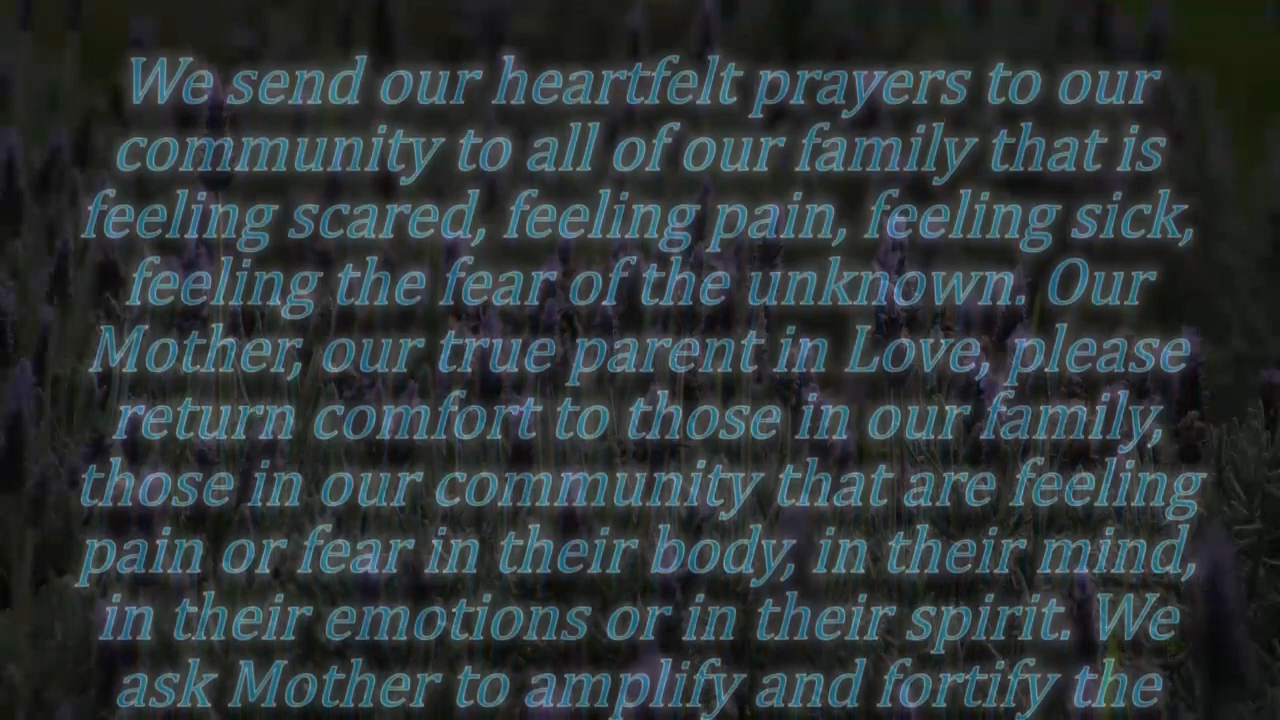 We send our heartfelt prayers to our
community to all of our family that is
feeling scared, feeling pain, feeling sick,
feeling the fear of the unknown. Our
Mother, our true parent in Love, please
return comfort to those in our family,
those in our community that are feeling
pain or fear in their body, in their mind,
in their emotions or in their spirit. We
ask Mother to amplify and fortify the